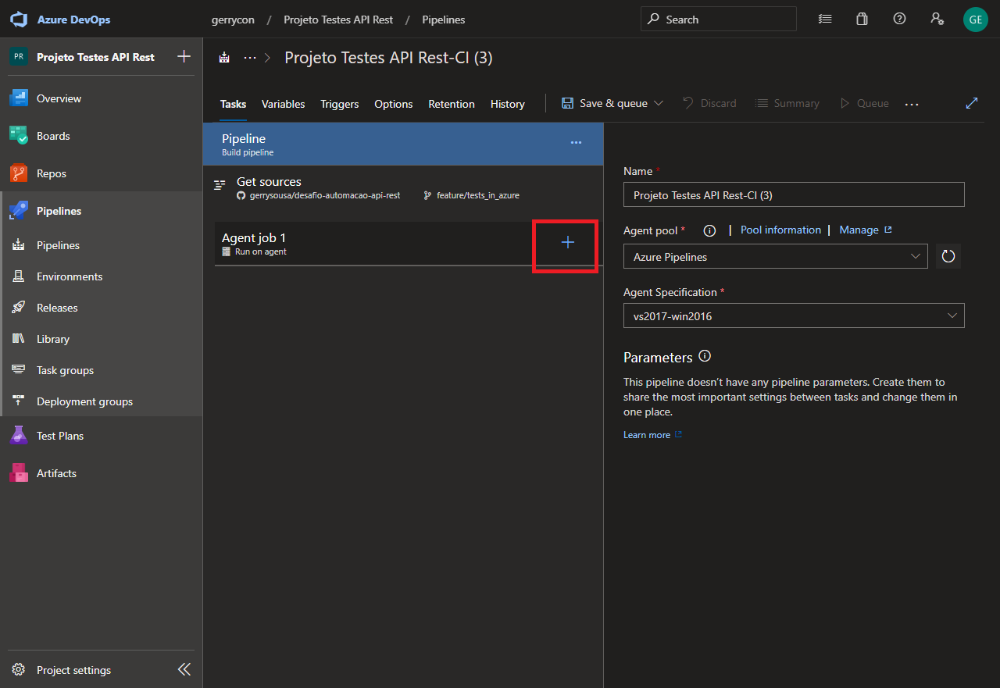 Azure DevOps
gerrycon / Projeto Testes API Rest / Pipelines
Search
GE
PR
Projeto Testes API Rest
Overview
Boards
Repos
Pipelines
Pipelines
Environments
Releases
Library
Task groups
Deployment groups
Test Plans
Artifacts
Project settings
Projeto Testes API Rest-CI (3)
Tasks Variables Triggers Options Retention History
Save & queue Discard Summary Queue
Pipeline
Build pipeline
Get sources
gerrysousa/desafio-automacao-api-rest feature/tests_in_azure
Agent job 1
Run on agent
Name *
Projeto Testes API Rest-CI (3)
Agent pool * | Pool information | Manage
Azure Pipelines
Agent Specification *
vs2017-win2016
Parameters
This pipeline doesn't have any pipeline parameters. Create them to
share the most important settings between tasks and change them in
one place.
Learn more